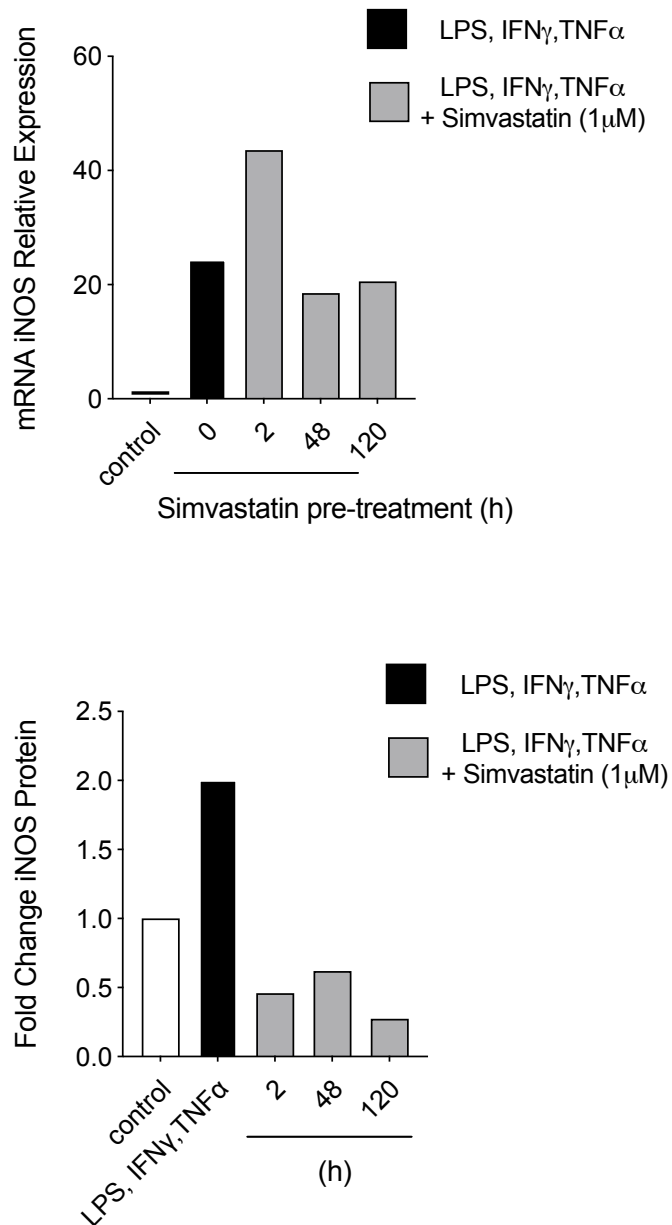 LPS, IFNγ,TNFα
LPS, IFNγ,TNFα
+ Simvastatin (1μM)
mRNA iNOS Relative Expression
60
40
20
0
control
0
2
48
120
Simvastatin pre-treatment (h)
LPS, IFNγ,TNFα
LPS, IFNγ,TNFα
+ Simvastatin (1μM)
Fold Change iNOS Protein
2.5
2.0
1.5
1.0
0.5
0.0
control
LPS, IFNγ,TNFα
2
48
120
(h)